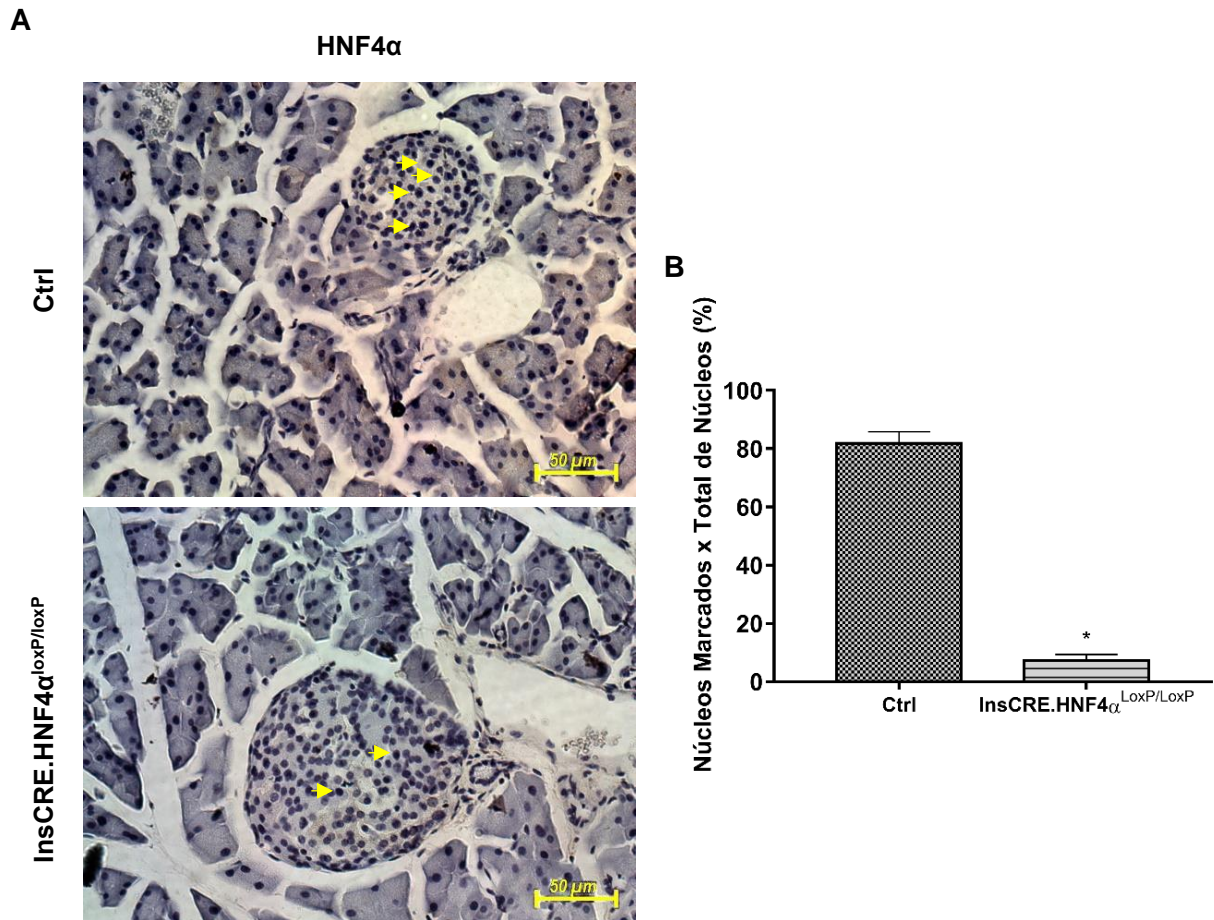 A
HNF4α
Ctrl
50 µm
InsCRE.HNF4α^loxP/loxP
50 µm
B
Núcleos Marcados x Total de Núcleos (%)
100
80
60
40
20
0
*
Ctrl
InsCRE.HNF4α^LoxP/LoxP